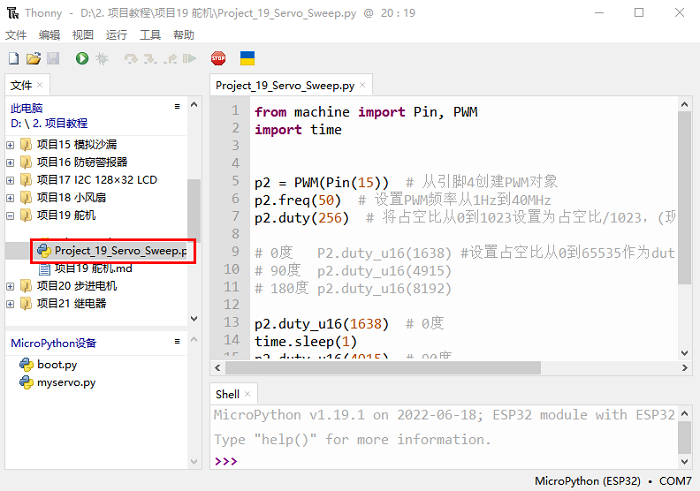 Thonny - D:\2. 项目教程\项目19 舵机\Project_19_Servo_Sweep.py @ 20 : 19
文件 编辑 视图 运行 工具 帮助
STOP
文件
此电脑
D: \ 2. 项目教程
项目15 模拟沙漏
项目16 防窃警报器
项目17 I2C 128×32 LCD
项目18 小风扇
项目19 舵机
Project_19_Servo_Sweep.p
项目19 舵机.md
项目20 步进电机
项目21 继电器
MicroPython设备
boot.py
myservo.py
Project_19_Servo_Sweep.py
1 from machine import Pin, PWM
2 import time
3
4
5 p2 = PWM(Pin(15)) # 从引脚4创建PWM对象
6 p2.freq(50) # 设置PWM频率从1Hz到40MHz
7 p2.duty(256) # 将占空比从0到1023设置为占空比/1023, (现
8
9 # 0度 P2.duty_u16(1638) #设置占空比从0到65535作为dut
10 # 90度 p2.duty_u16(4915)
11 # 180度 p2.duty_u16(8192)
12
13 p2.duty_u16(1638) # 0度
14 time.sleep(1)
15 p2.duty_u16(4915) # 90度
Shell
MicroPython v1.19.1 on 2022-06-18; ESP32 module with ESP32
Type "help()" for more information.
>>>
MicroPython (ESP32) • COM7